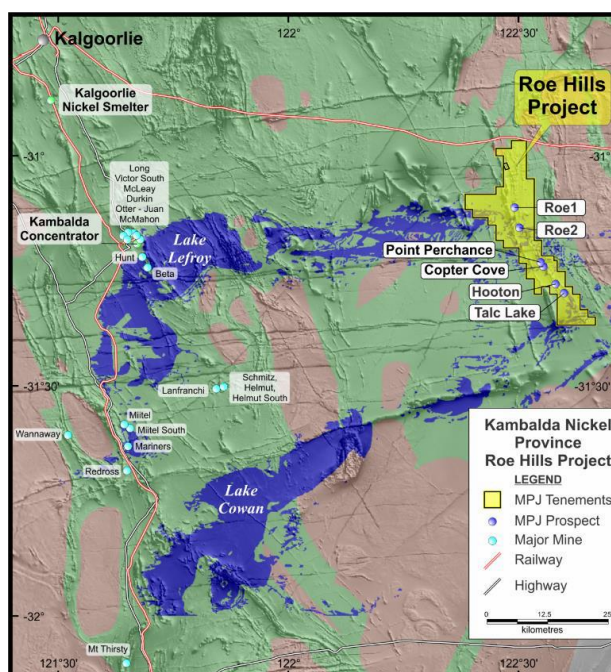 Kalgoorlie
122°
122°30'
Kalgoorlie
Nickel Smelter
Roe Hills
Project
-31°
-31°
Long
Victor South
McLeay
Durkin
Otter - Juan
McMahon
Kambalda
Concentrator
Hunt
Beta
Lake
Lefroy
Roe1
Roe2
Point Perchance
Copter Cove
Hooton
Talc Lake
-31°30'
-31°30'
Lanfranchi
Schmitz,
Helmut,
Helmut South
Wannaway
Miitel
Miitel South
Mariners
Redross
Lake
Cowan
-32°
Mt Thirsty
121°30'
122°
122°30'
Kambalda Nickel
Province
Roe Hills Project
LEGEND
MPJ Tenements
MPJ Prospect
Major Mine
Railway
Highway
0 12.5 25
kilometres